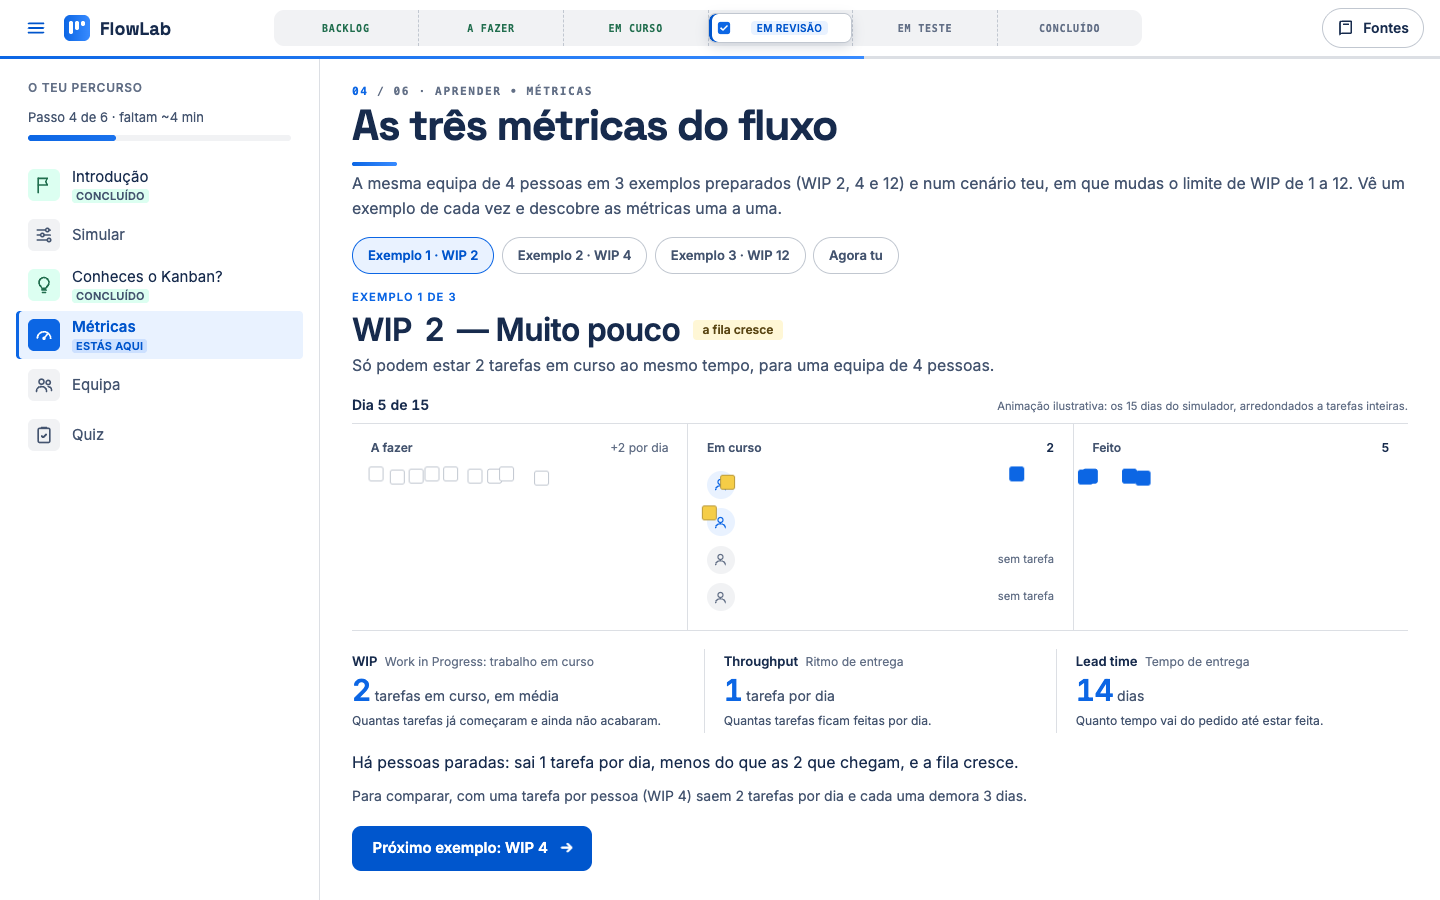 FlowLab
BACKLOG
A FAZER
EM CURSO
EM REVISÃO
EM TESTE
CONCLUÍDO
Fontes
O TEU PERCURSO
Passo 4 de 6 · faltam ~4 min
Introdução
CONCLUÍDO
Simular
Conheces o Kanban?
CONCLUÍDO
Métricas
ESTÁS AQUI
Equipa
Quiz
04 / 06 · APRENDER • MÉTRICAS
As três métricas do fluxo
A mesma equipa de 4 pessoas em 3 exemplos preparados (WIP 2, 4 e 12) e num cenário teu, em que mudas o limite de WIP de 1 a 12. Vê um
exemplo de cada vez e descobre as métricas uma a uma.
Exemplo 1 · WIP 2
Exemplo 2 · WIP 4
Exemplo 3 · WIP 12
Agora tu
EXEMPLO 1 DE 3
WIP 2 — Muito pouco a fila cresce
Só podem estar 2 tarefas em curso ao mesmo tempo, para uma equipa de 4 pessoas.
Dia 5 de 15
Animação ilustrativa: os 15 dias do simulador, arredondados a tarefas inteiras.
A fazer +2 por dia
Em curso 2
Feito 5
sem tarefa
sem tarefa
WIP Work in Progress: trabalho em curso
2 tarefas em curso, em média
Quantas tarefas já começaram e ainda não acabaram.
Throughput Ritmo de entrega
1 tarefa por dia
Quantas tarefas ficam feitas por dia.
Lead time Tempo de entrega
14 dias
Quanto tempo vai do pedido até estar feita.
Há pessoas paradas: sai 1 tarefa por dia, menos do que as 2 que chegam, e a fila cresce.
Para comparar, com uma tarefa por pessoa (WIP 4) saem 2 tarefas por dia e cada uma demora 3 dias.
Próximo exemplo: WIP 4 →